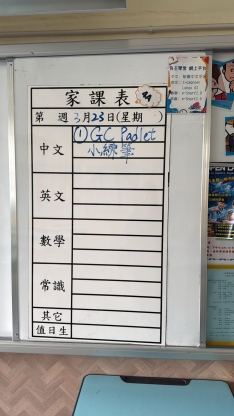 家課表
第 週3月23日(星期 )
中文
①GC Padlet
小練筆
英文
數學
常識
其它
值日生